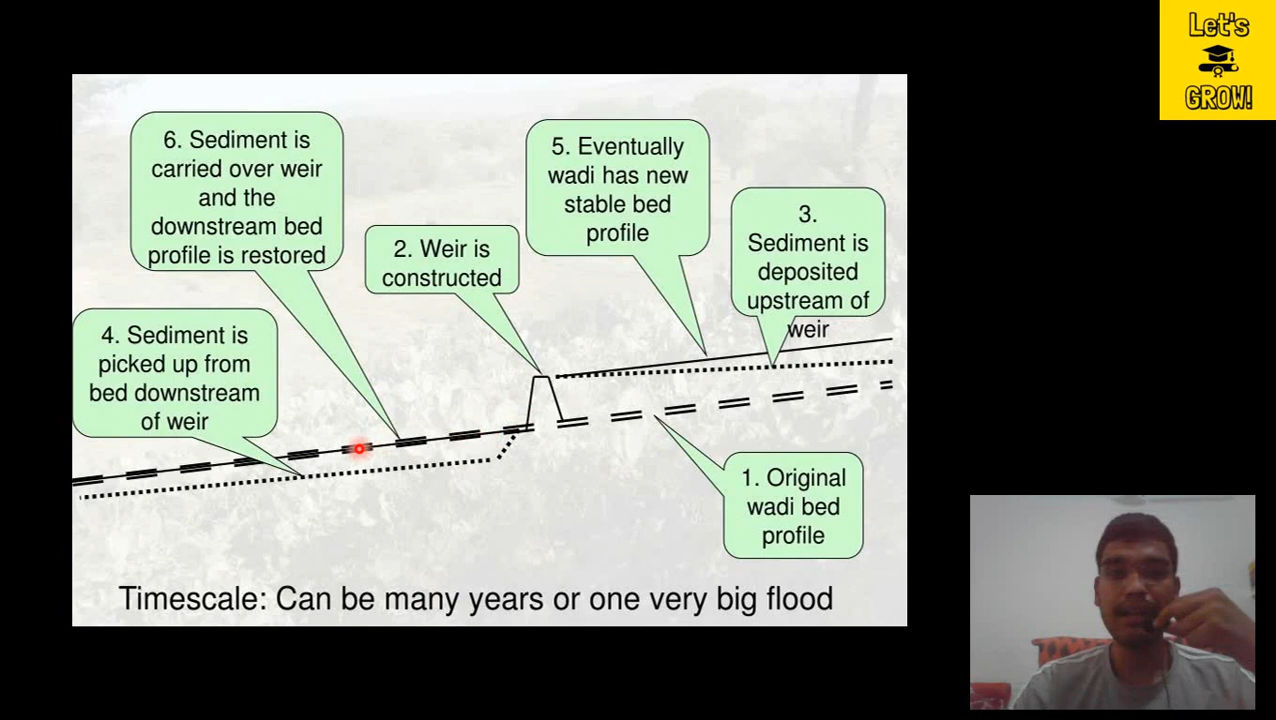 Let's
GROW!
6. Sediment is
carried over weir
and the
downstream bed
profile is restored
5. Eventually
wadi has new
stable bed
profile
3.
Sediment is
deposited
upstream of
weir
2. Weir is
constructed
4. Sediment is
picked up from
bed downstream
of weir
1. Original
wadi bed
profile
Timescale: Can be many years or one very big flood